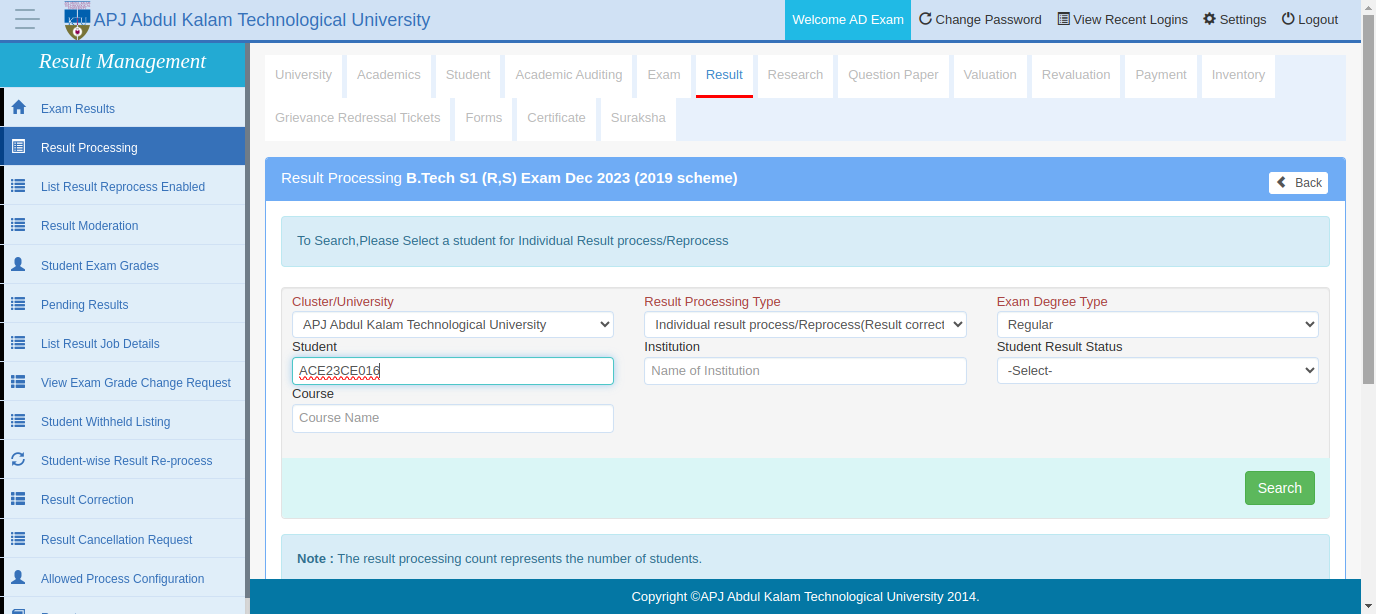 APJ Abdul Kalam Technological University
Welcome AD Exam Change Password View Recent Logins Settings Logout
Result Management
Exam Results
Result Processing
List Result Reprocess Enabled
Result Moderation
Student Exam Grades
Pending Results
List Result Job Details
View Exam Grade Change Request
Student Withheld Listing
Student-wise Result Re-process
Result Correction
Result Cancellation Request
Allowed Process Configuration
University Academics Student Academic Auditing Exam Result Research Question Paper Valuation Revaluation Payment Inventory
Grievance Redressal Tickets Forms Certificate Suraksha
Result Processing B.Tech S1 (R,S) Exam Dec 2023 (2019 scheme)
Back
To Search,Please Select a student for Individual Result process/Reprocess
Cluster/University Result Processing Type Exam Degree Type
APJ Abdul Kalam Technological University Individual result process/Reprocess(Result correct Regular
Student Institution Student Result Status
ACE23CE016 Name of Institution -Select-
Course
Course Name
Search
Note : The result processing count represents the number of students.
Copyright ©APJ Abdul Kalam Technological University 2014.